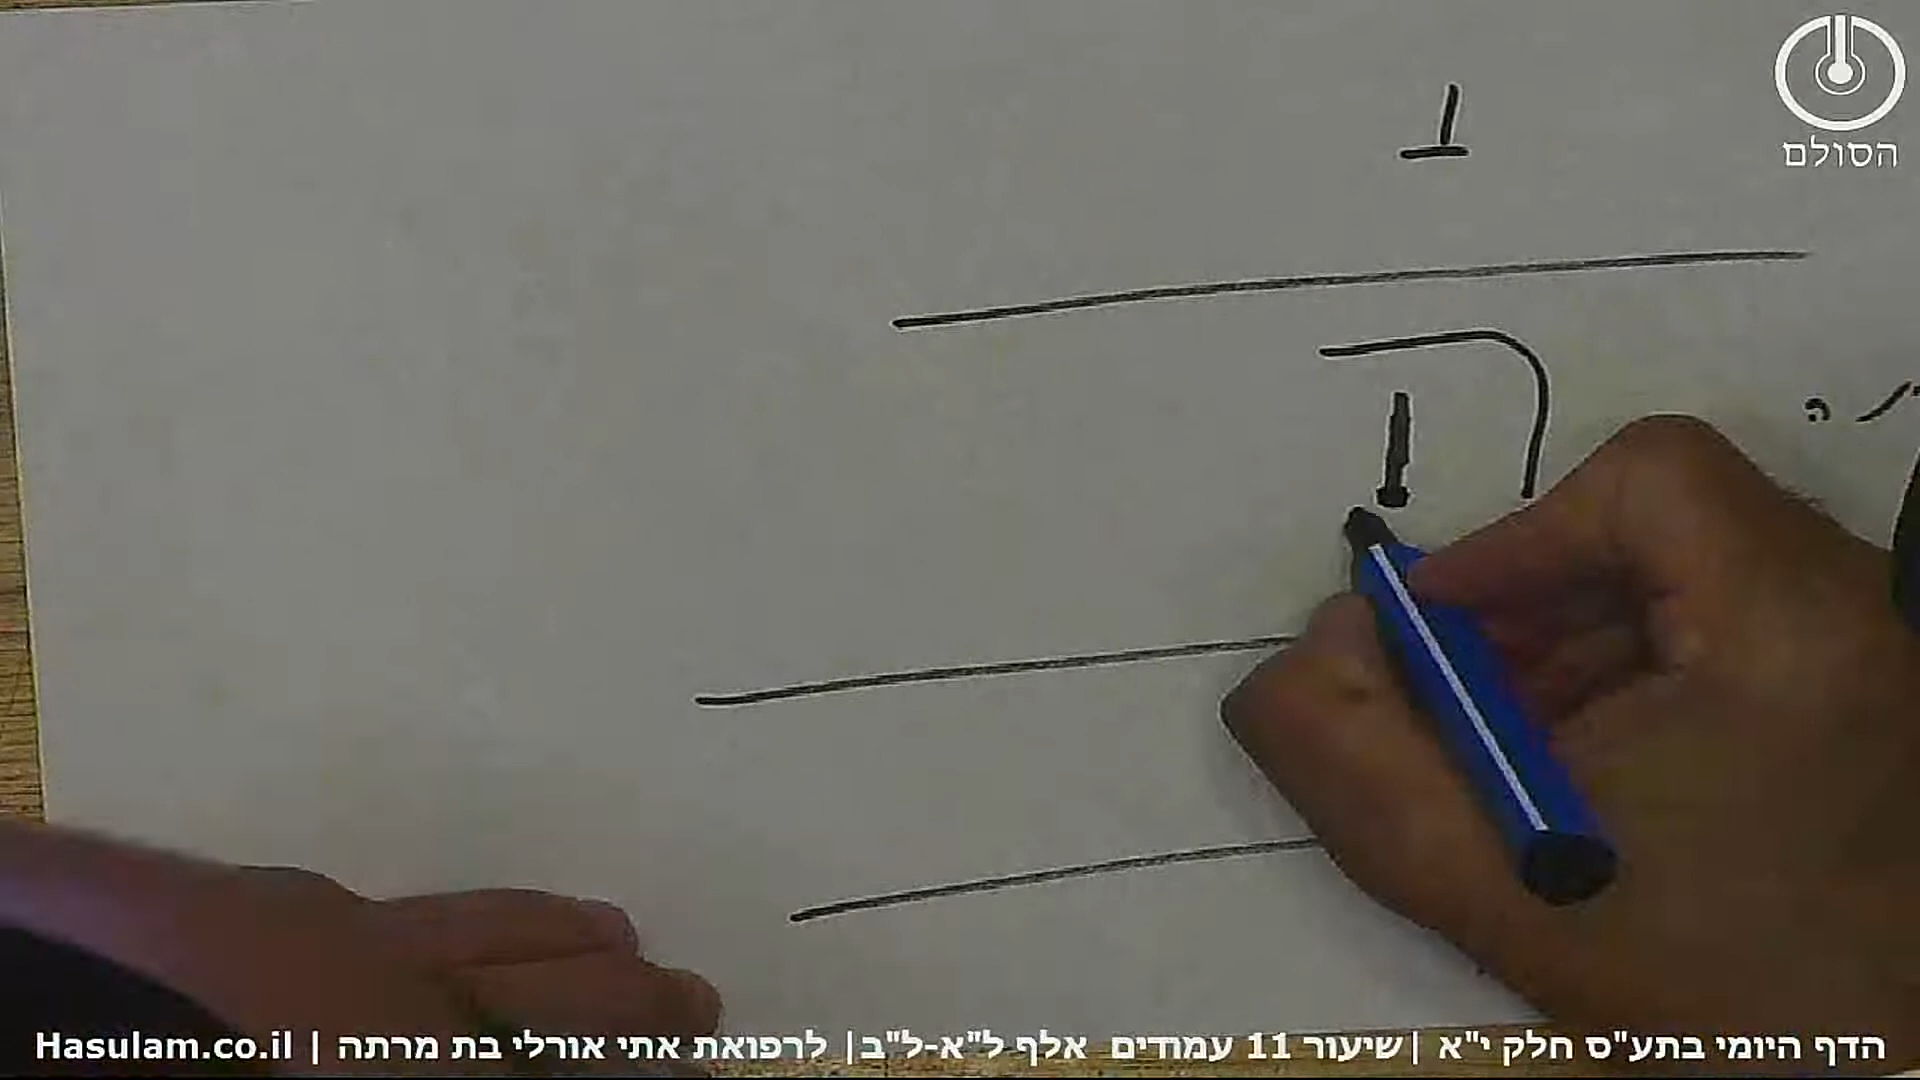 הסולם
הדף היומי בתע"ס חלק י"א |שיעור 11 עמודים אלף ל"א-ל"ב| לרפואת אתי אורלי בת מרתה | Hasulam.co.il